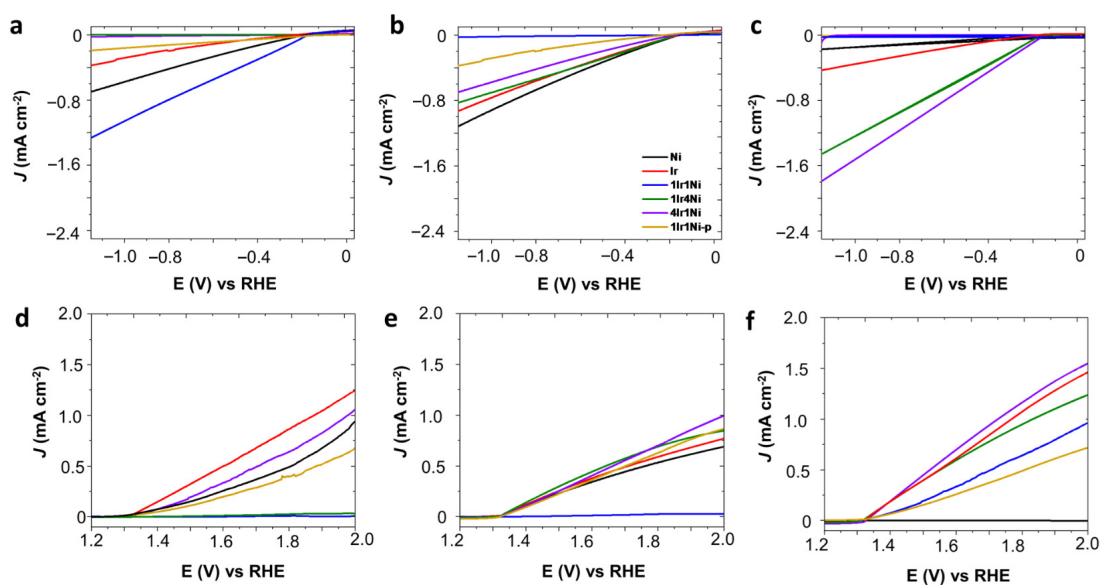 a
b
c
0
−0.8
−1.6
−2.4
J (mA cm-2)
−1.0
−0.8
−0.4
0
E (V) vs RHE
0
−0.8
−1.6
−2.4
J (mA cm-2)
−1.0
−0.8
−0.4
0
E (V) vs RHE
Ni
Ir
1Ir1Ni
1Ir4Ni
4Ir1Ni
1Ir1Ni-p
0
−0.8
−1.6
−2.4
J (mA cm-2)
−1.0
−0.8
−0.4
0
E (V) vs RHE
d
e
f
2.0
1.5
1.0
0.5
0.0
J (mA cm-2)
1.2
1.4
1.6
1.8
2.0
E (V) vs RHE
2.0
1.5
1.0
0.5
0.0
J (mA cm-2)
1.2
1.4
1.6
1.8
2.0
E (V) vs RHE
2.0
1.5
1.0
0.5
0.0
J (mA cm-2)
1.2
1.4
1.6
1.8
2.0
E (V) vs RHE